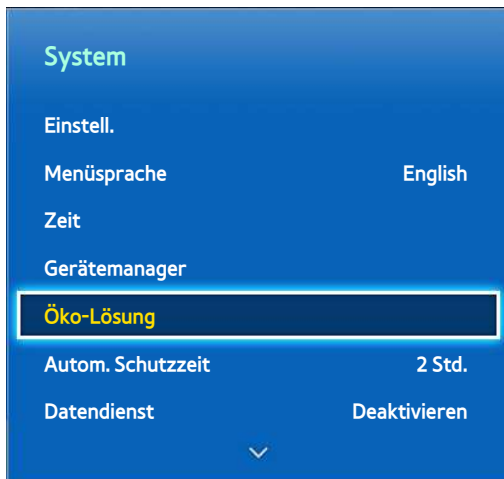 System
Einstell.
Menüsprache English
Zeit
Gerätemanager
Öko-Lösung
Autom. Schutzzeit 2 Std.
Datendienst Deaktivieren